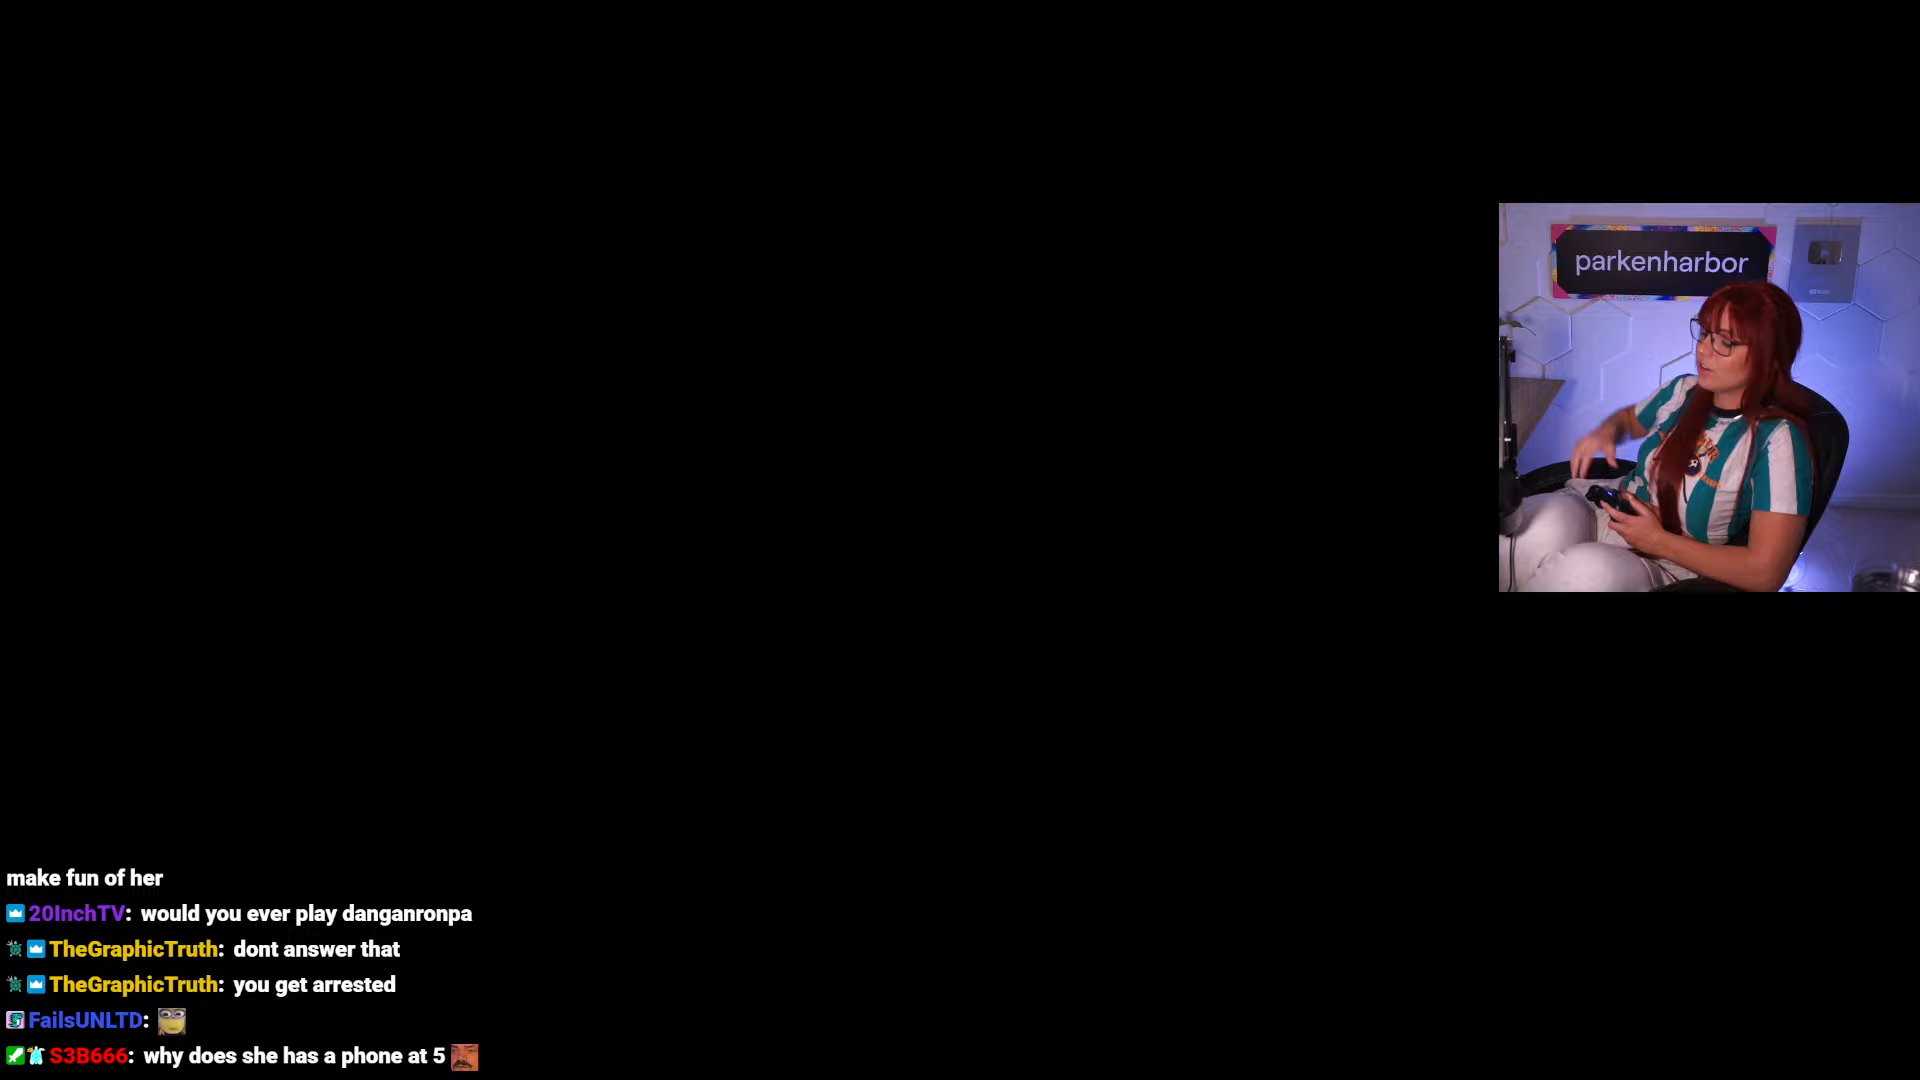 parkenharbor
make fun of her
20InchTV: would you ever play danganronpa
TheGraphicTruth: dont answer that
TheGraphicTruth: you get arrested
FailsUNLTD:
S3B666: why does she has a phone at 5